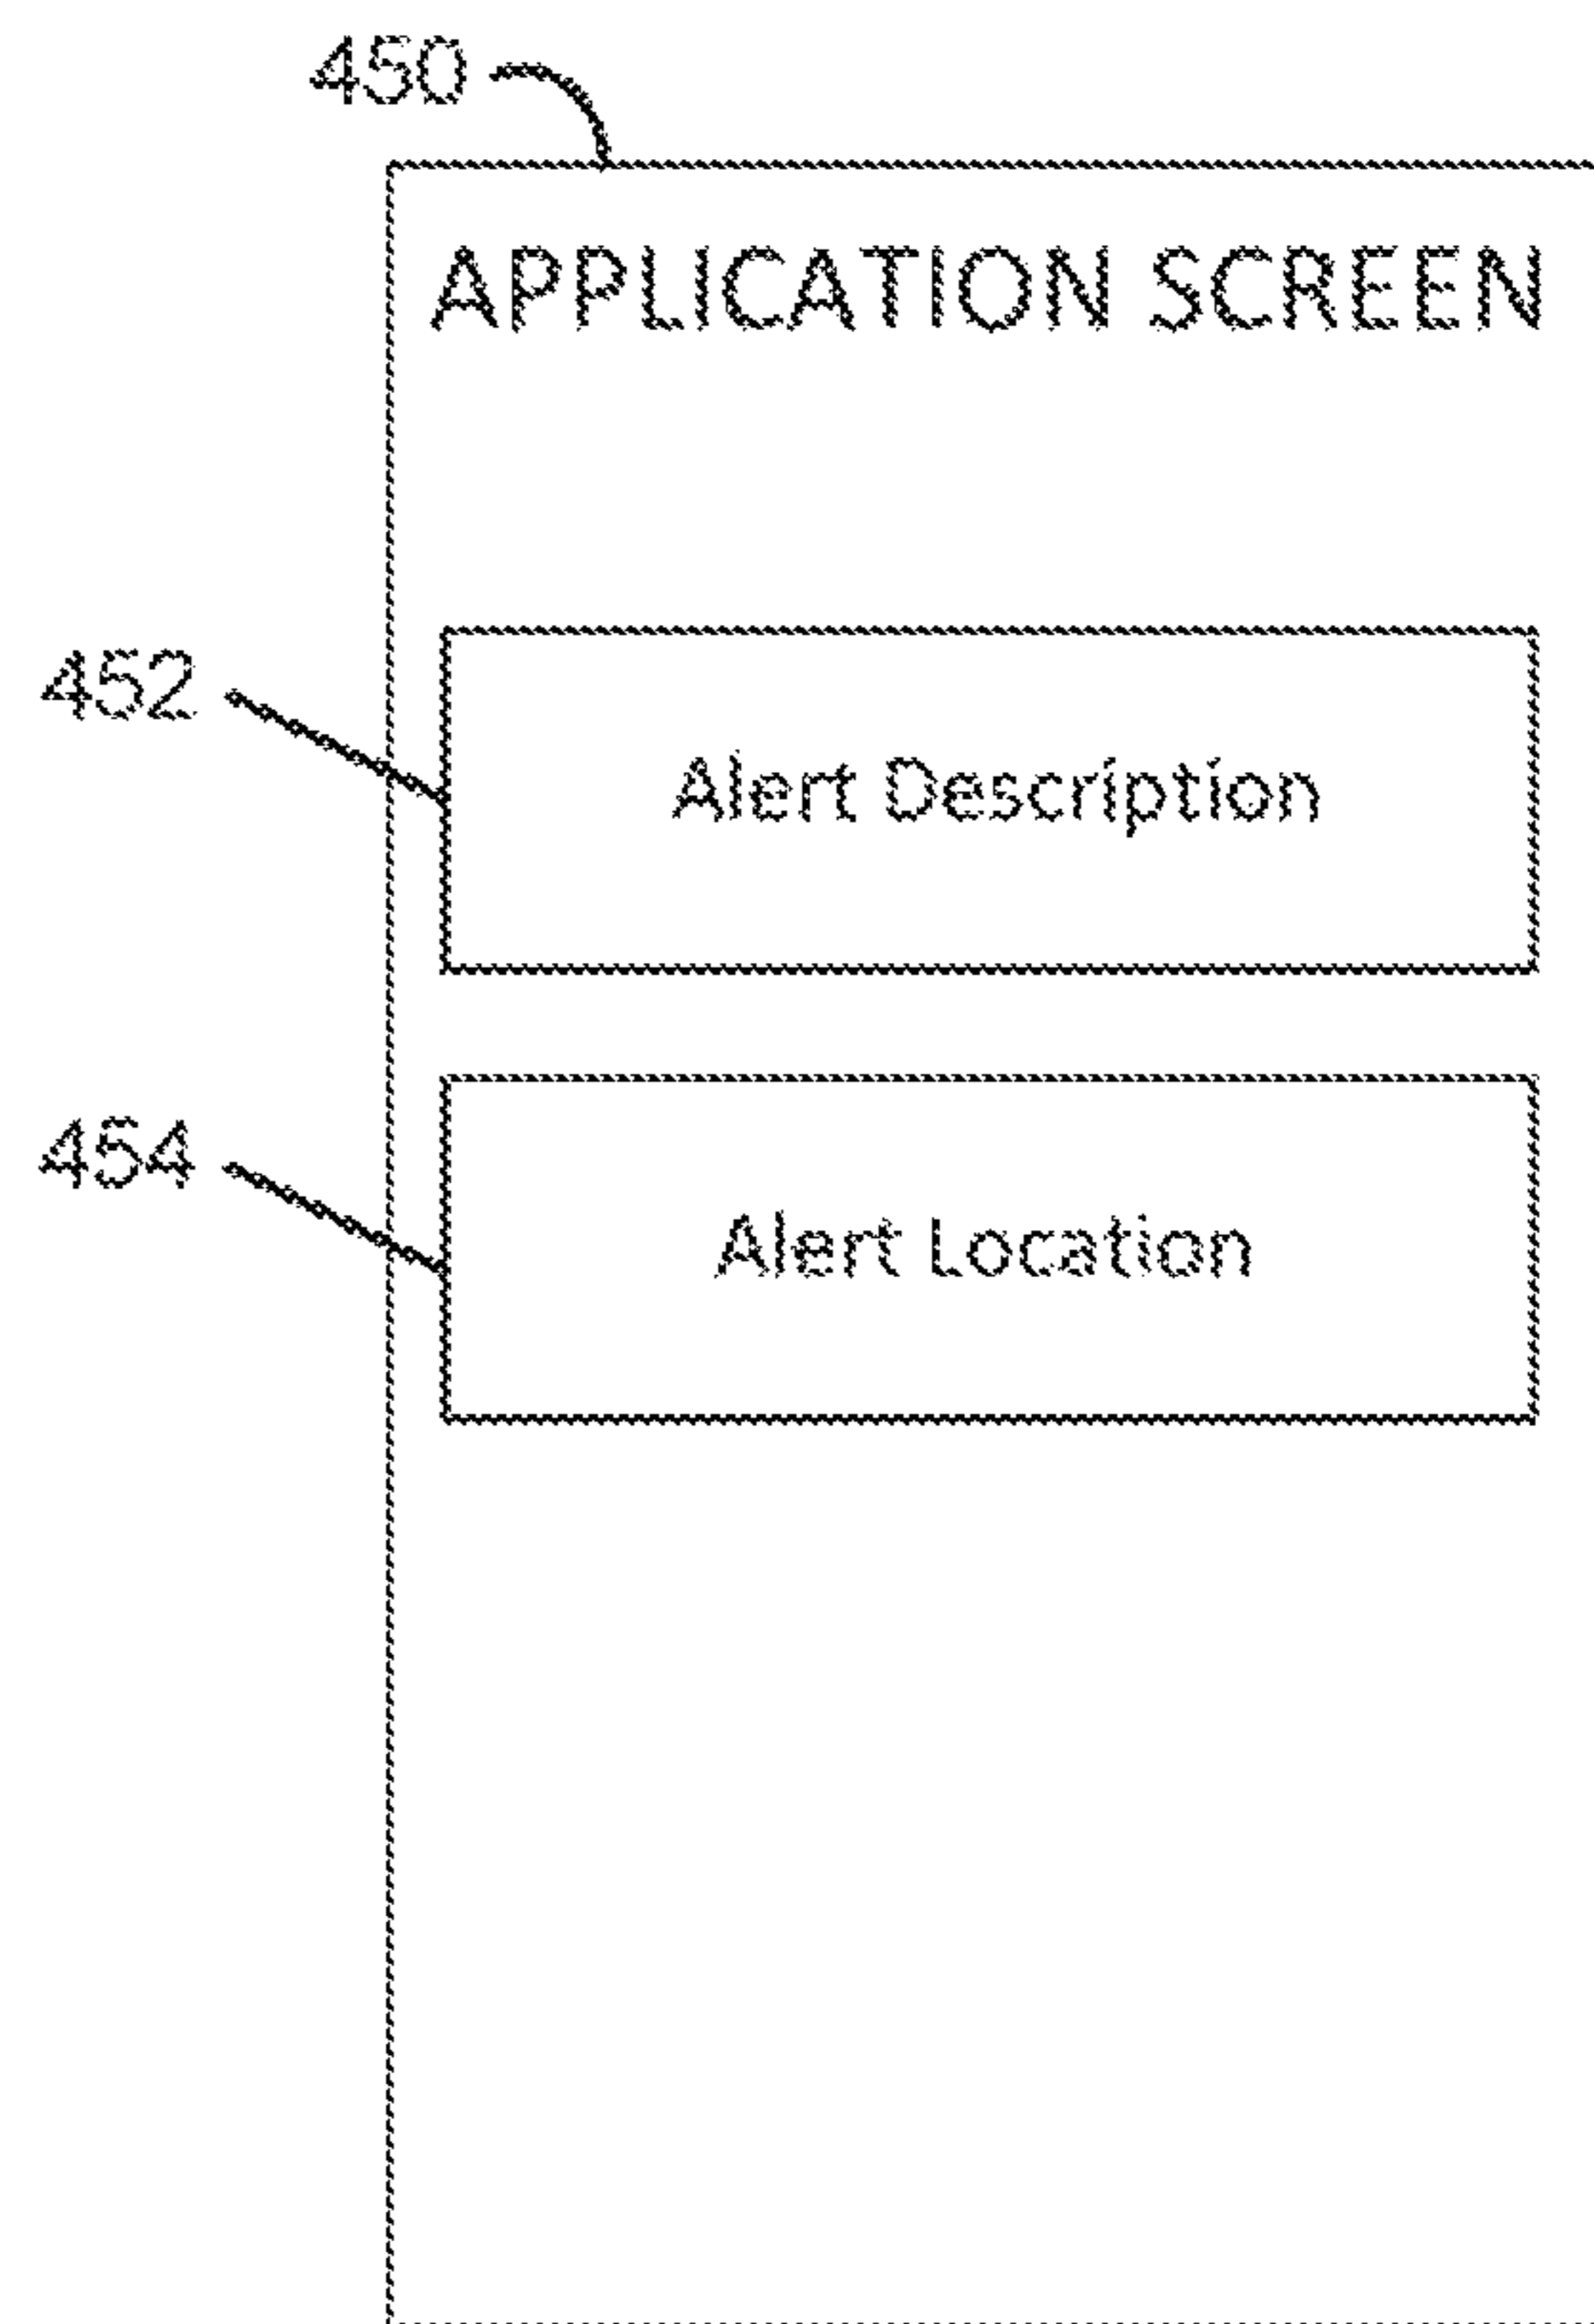 450
APPLICATION SCREEN
452
Alert Description
454
Alert Location